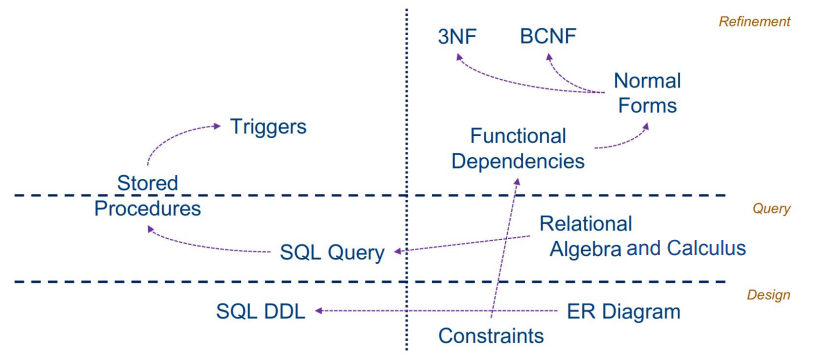 Refinement
3NF
BCNF
Normal
Forms
Triggers
Functional
Dependencies
Stored
Procedures
Query
Relational
Algebra and Calculus
SQL Query
Design
SQL DDL
ER Diagram
Constraints